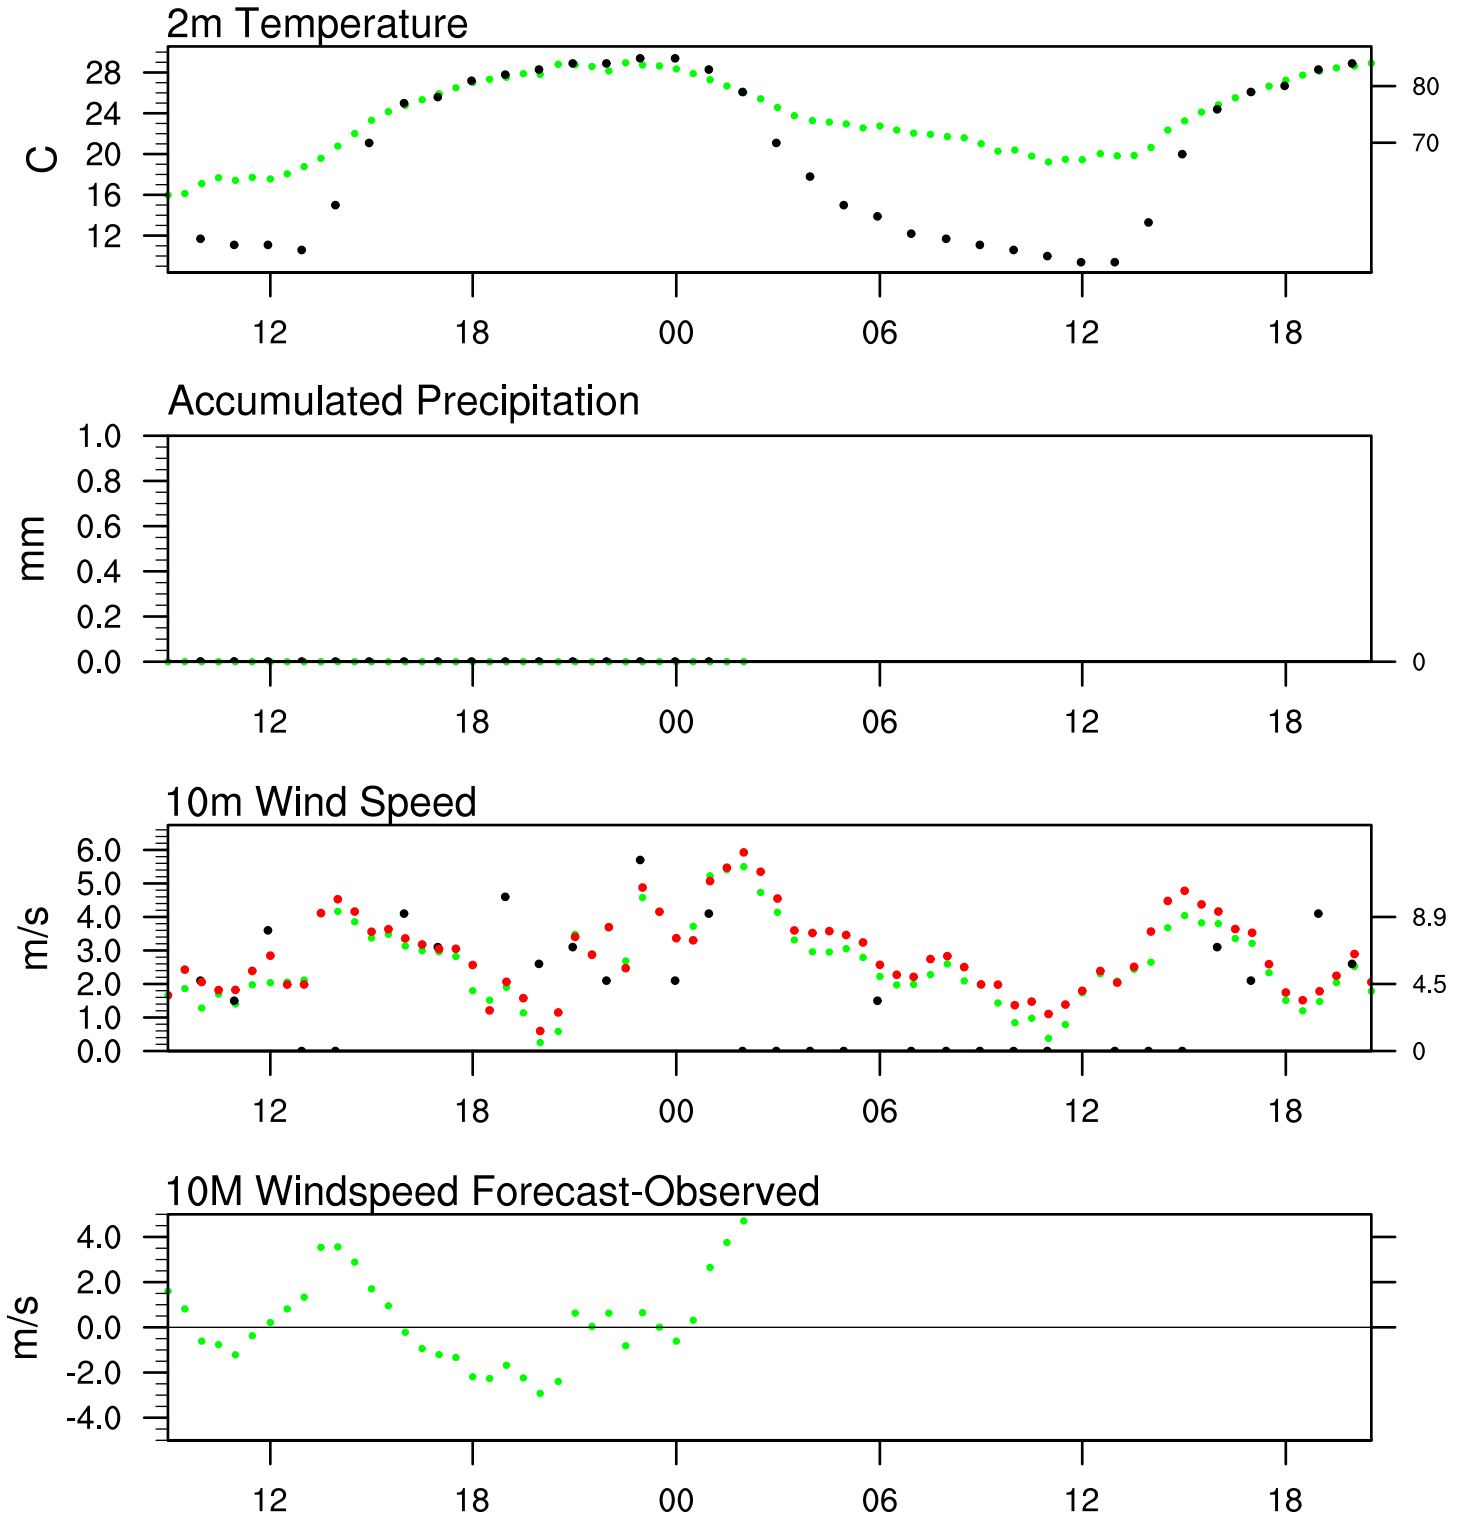 2m Temperature
28
24
20
16
12
C
80
70
12 18 00 06 12 18
Accumulated Precipitation
1.0
0.8
0.6
0.4
0.2
0.0
mm
0
12 18 00 06 12 18
10m Wind Speed
6.0
5.0
4.0
3.0
2.0
1.0
0.0
m/s
8.9
4.5
0
12 18 00 06 12 18
10M Windspeed Forecast-Observed
4.0
2.0
0.0
-2.0
-4.0
m/s
12 18 00 06 12 18